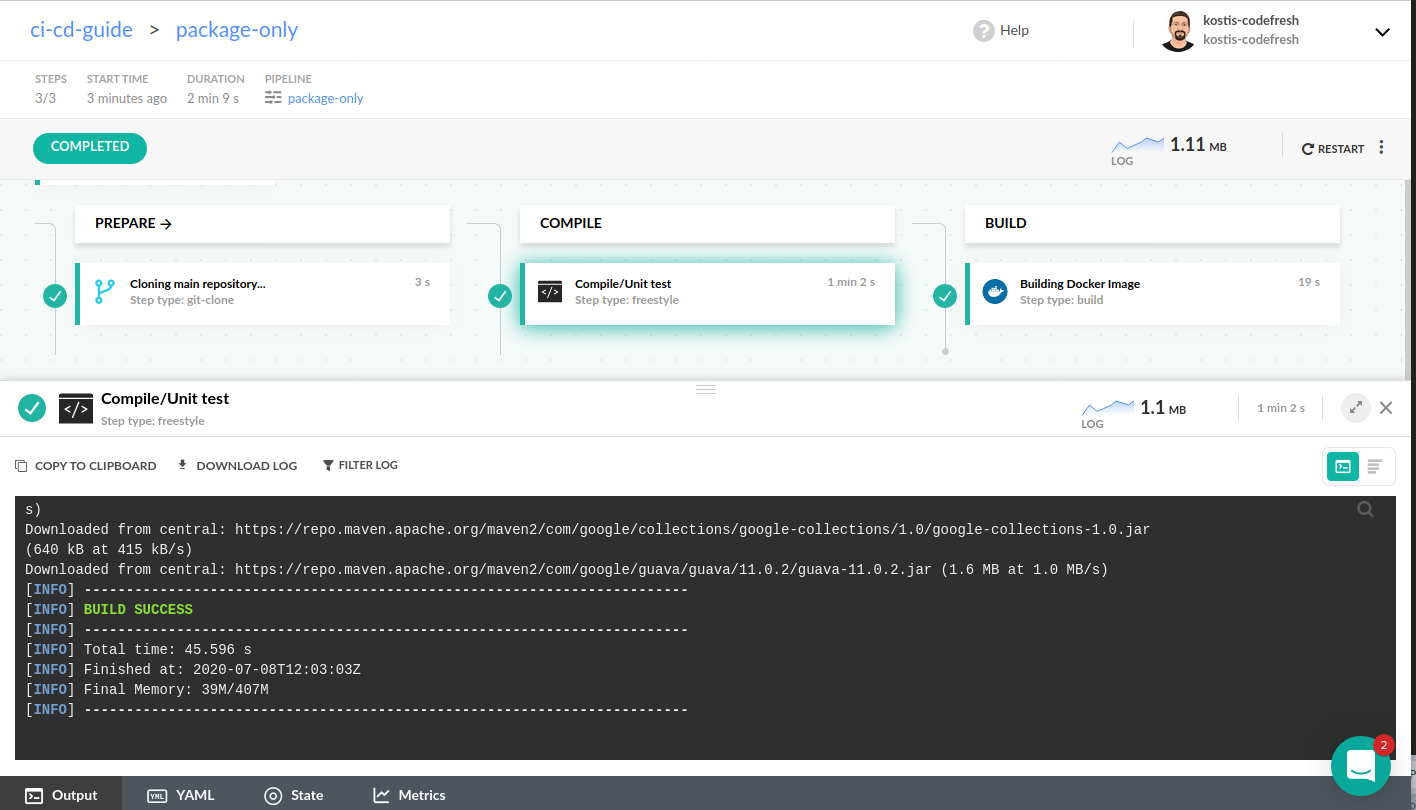 ci-cd-guide > package-only
Help
kostis-codefresh
kostis-codefresh
STEPS
3/3
START TIME
3 minutes ago
DURATION
2 min 9 s
PIPELINE
package-only
COMPLETED
LOG
1.11 MB
RESTART
PREPARE →
Cloning main repository...
Step type: git-clone
3 s
COMPILE
Compile/Unit test
Step type: freestyle
1 min 2 s
BUILD
Building Docker Image
Step type: build
19 s
Compile/Unit test
Step type: freestyle
LOG
1.1 MB
1 min 2 s
COPY TO CLIPBOARD
DOWNLOAD LOG
FILTER LOG
s)
Downloaded from central: https://repo.maven.apache.org/maven2/com/google/collections/google-collections/1.0/google-collections-1.0.jar
(640 kB at 415 kB/s)
Downloaded from central: https://repo.maven.apache.org/maven2/com/google/guava/guava/11.0.2/guava-11.0.2.jar (1.6 MB at 1.0 MB/s)
[INFO] ------------------------------------------------------------------------
[INFO] BUILD SUCCESS
[INFO] ------------------------------------------------------------------------
[INFO] Total time: 45.596 s
[INFO] Finished at: 2020-07-08T12:03:03Z
[INFO] Final Memory: 39M/407M
[INFO] ------------------------------------------------------------------------
2
Output
YML YAML
State
Metrics